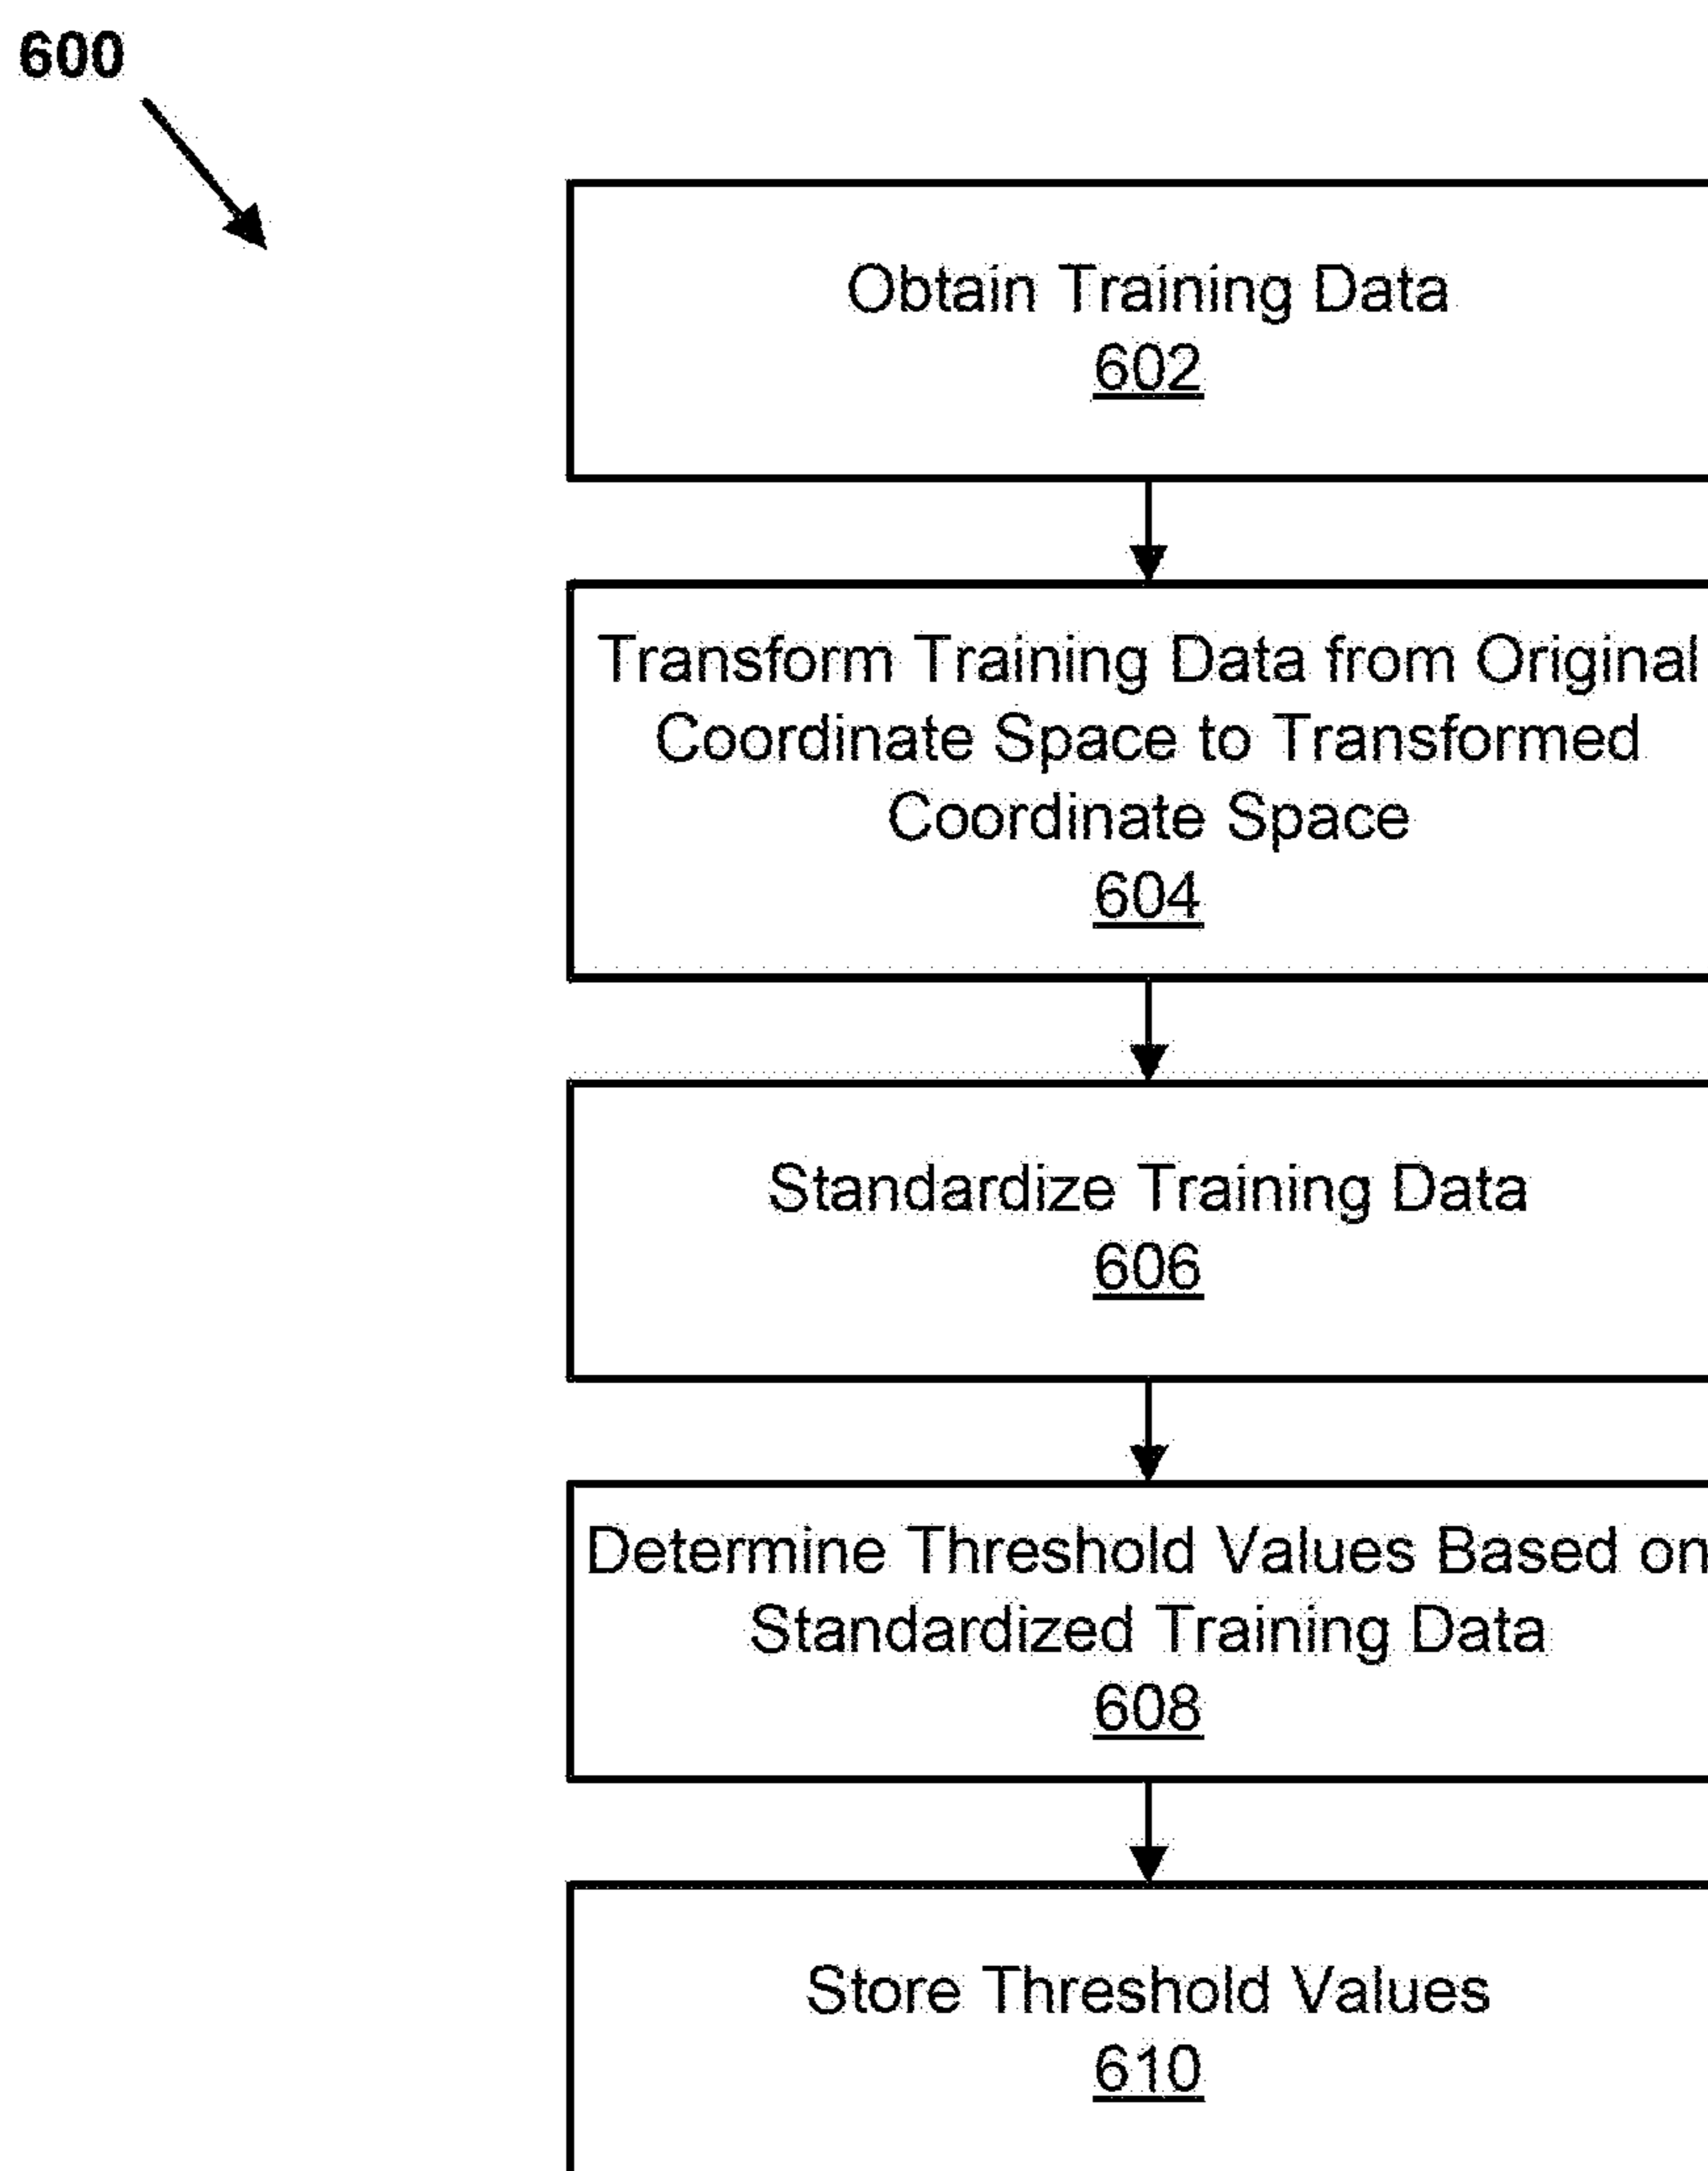 600
Obtain Training Data
602
Transform Training Data from Original
Coordinate Space to Transformed
Coordinate Space
604
Standardize Training Data
606
Determine Threshold Values Based on
Standardized Training Data
608
Store Threshold Values
610